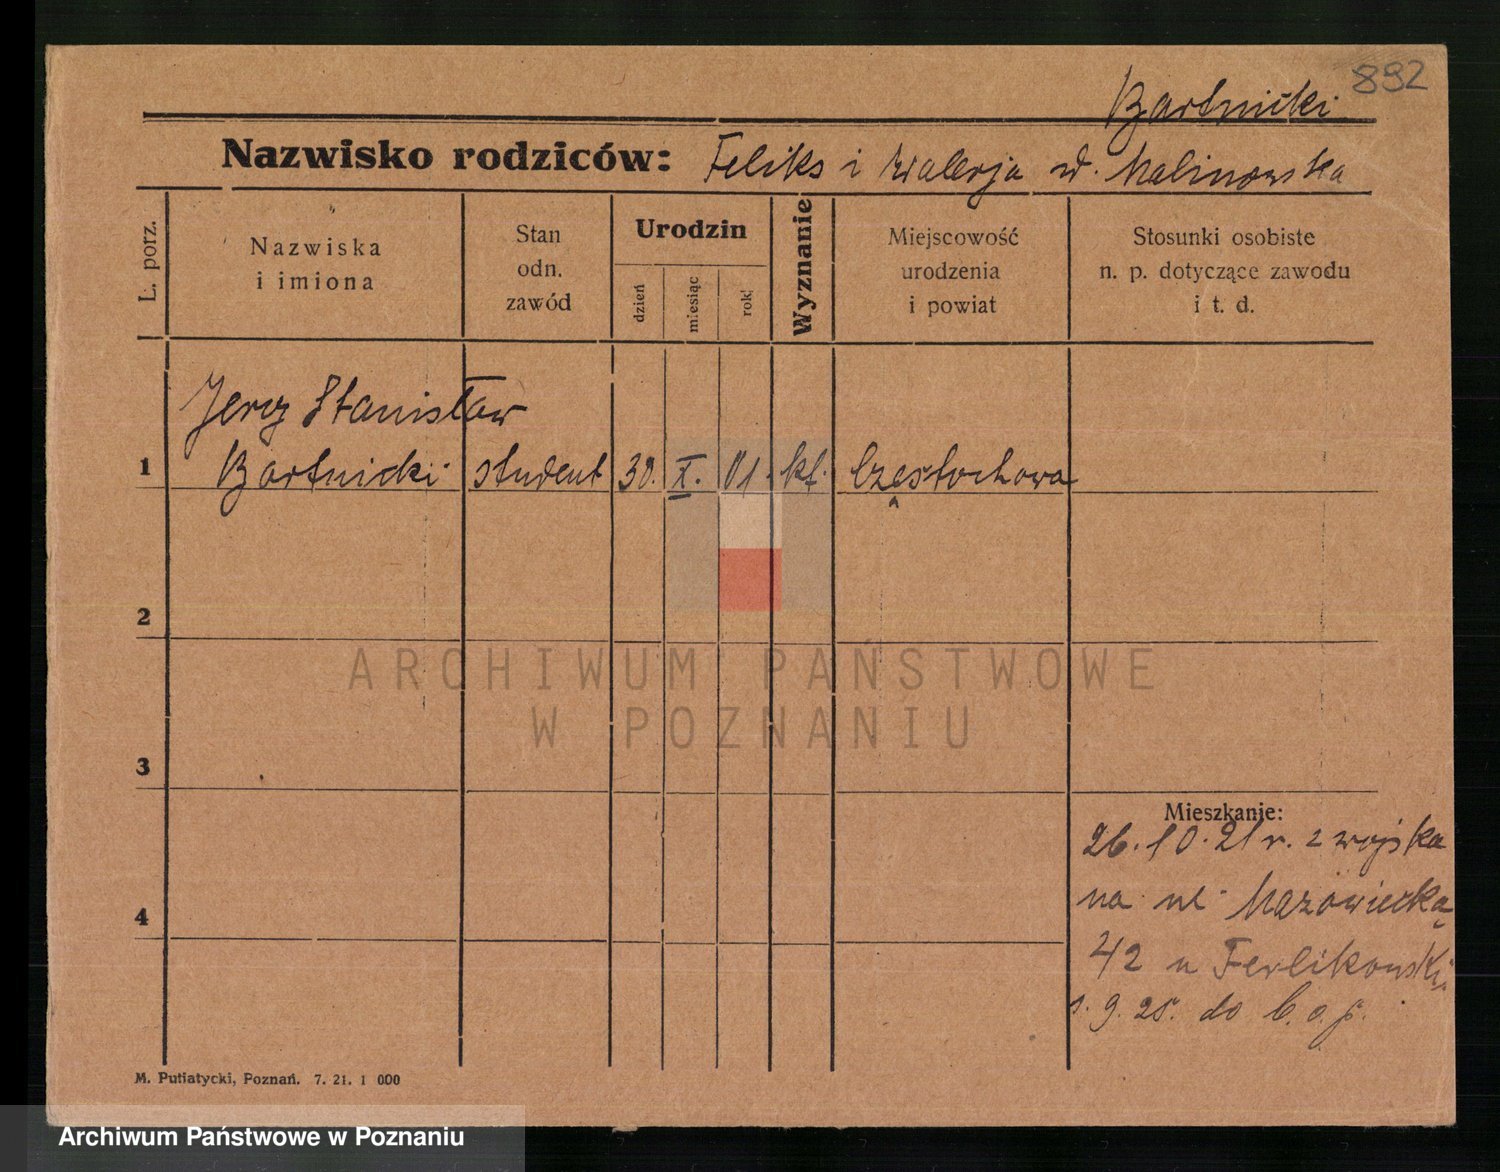 892
Bartnicki
Nazwisko rodziców: Feliks i Walerja d. Malinowska
L. porz.
Nazwiska i imiona
Stan odn. zawód
Urodzin
dzień
miesiąc
rok
Wyznanie
Miejscowość urodzenia i powiat
Stosunki osobiste n. p. dotyczące zawodu i t. d.
Jerzy Stanisław
1 Bartnicki student 30. X. 01. kt. Częstochowa
2
3
4
Mieszkanie:
26.10.21 r. z wojska
na ul. Mazowiecką
42 u Ferlikowski
1.9.25. do
M. Putiatycki, Poznań. 7. 21. 1 000
ARCHIWUM PAŃSTWOWE
W POZNANIU
Archiwum Państwowe w Poznaniu